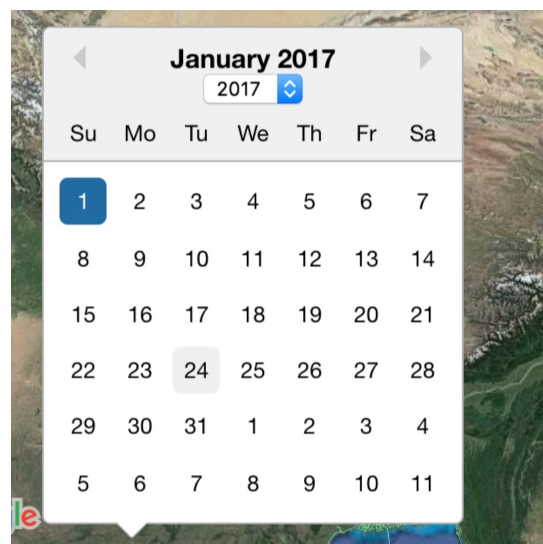 January 2017
2017
Su Mo Tu We Th Fr Sa
1 2 3 4 5 6 7
8 9 10 11 12 13 14
15 16 17 18 19 20 21
22 23 24 25 26 27 28
29 30 31 1 2 3 4
5 6 7 8 9 10 11
le